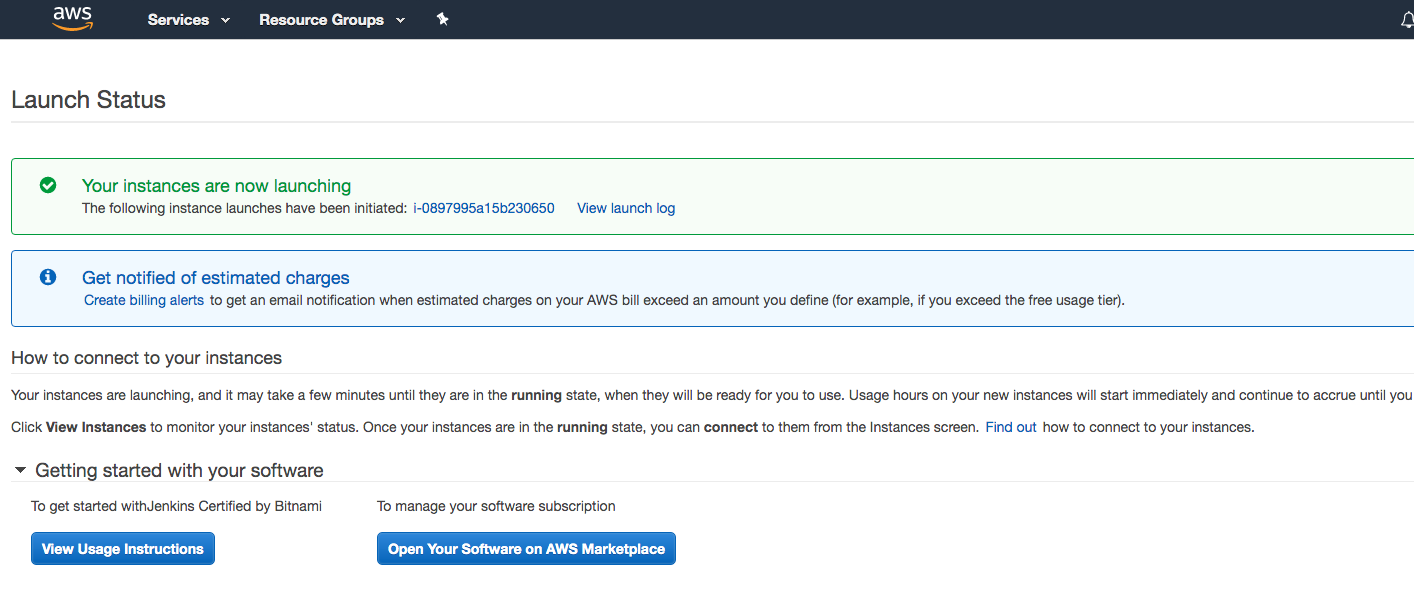 aws Services Resource Groups
Launch Status
Your instances are now launching
The following instance launches have been initiated: i-0897995a15b230650 View launch log
Get notified of estimated charges
Create billing alerts to get an email notification when estimated charges on your AWS bill exceed an amount you define (for example, if you exceed the free usage tier).
How to connect to your instances
Your instances are launching, and it may take a few minutes until they are in the running state, when they will be ready for you to use. Usage hours on your new instances will start immediately and continue to accrue until you
Click View Instances to monitor your instances' status. Once your instances are in the running state, you can connect to them from the Instances screen. Find out how to connect to your instances.
Getting started with your software
To get started withJenkins Certified by Bitnami To manage your software subscription
View Usage Instructions Open Your Software on AWS Marketplace